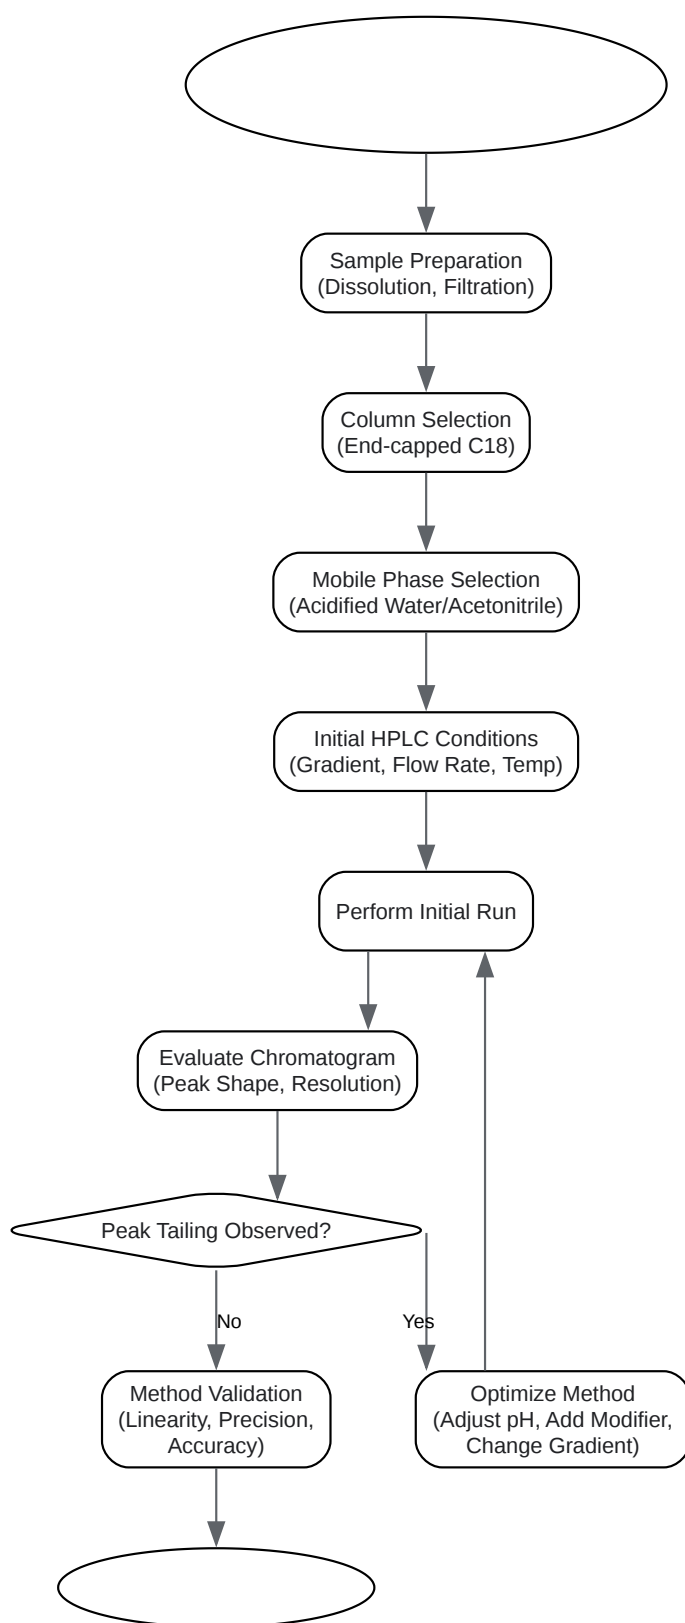 Sample Preparation
(Dissolution, Filtration)
Column Selection
(End-capped C18)
Mobile Phase Selection
(Acidified Water/Acetonitrile)
Initial HPLC Conditions
(Gradient, Flow Rate, Temp)
Perform Initial Run
Evaluate Chromatogram
(Peak Shape, Resolution)
Peak Tailing Observed?
No
Yes
Method Validation
(Linearity, Precision,
Accuracy)
Optimize Method
(Adjust pH, Add Modifier,
Change Gradient)